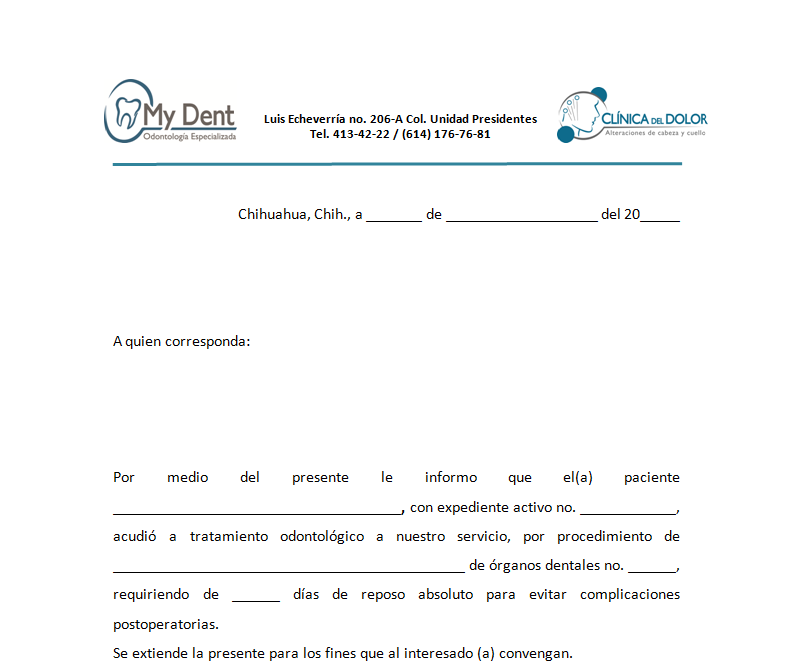 My Dent
Odontología Especializada
Luis Echeverría no. 206-A Col. Unidad Presidentes
Tel. 413-42-22 / (614) 176-76-81
CLÍNICA DEL DOLOR
Alteraciones de cabeza y cuello
Chihuahua, Chih., a _______ de ___________________ del 20_____
A quien corresponda:
Por medio del presente le informo que el(a) paciente
____________________________________, con expediente activo no. ____________,
acudió a tratamiento odontológico a nuestro servicio, por procedimiento de
____________________________________________ de órganos dentales no. ______,
requiriendo de ______ días de reposo absoluto para evitar complicaciones
postoperatorias.
Se extiende la presente para los fines que al interesado (a) convengan.